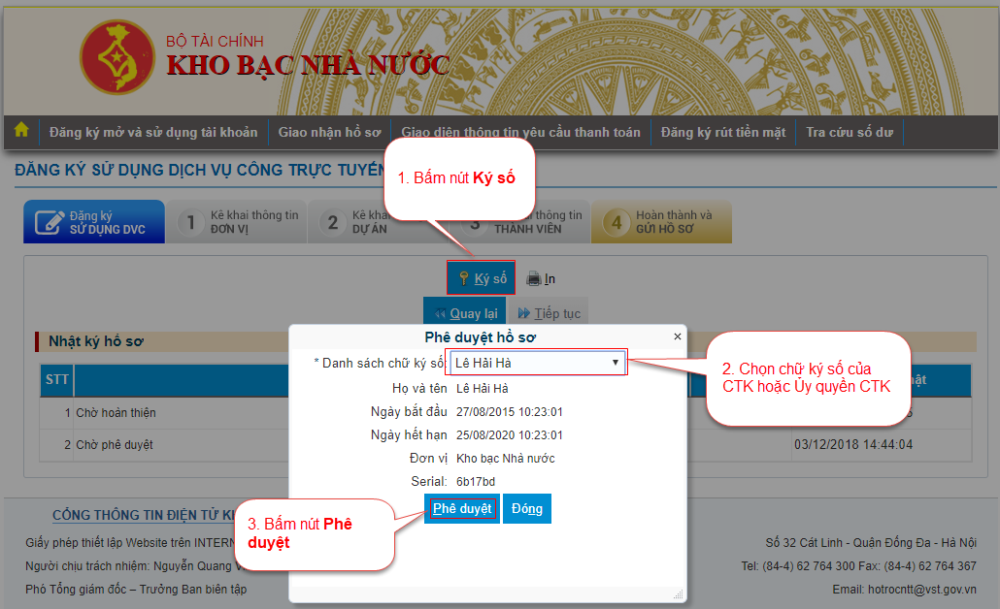 BỘ TÀI CHÍNH
KHO BẠC NHÀ NƯỚC
Đăng ký mở và sử dụng tài khoản
Giao nhận hồ sơ
Giao diện thông tin yêu cầu thanh toán
Đăng ký rút tiền mặt
Tra cứu số dư
ĐĂNG KÝ SỬ DỤNG DỊCH VỤ CÔNG TRỰC TUYẾN
1. Bấm nút Ký số
Đăng ký
SỬ DỤNG DVC
1
Kê khai thông tin
ĐƠN VỊ
2
Kê khai
DỰ ÁN
3
thông tin
THÀNH VIÊN
4
Hoàn thành và
GỬI HỒ SƠ
Ký số
In
Quay lại
Tiếp tục
Nhật ký hồ sơ
STT
1 Chờ hoàn thiện
2 Chờ phê duyệt
03/12/2018 14:44:04
Phê duyệt hồ sơ
×
* Danh sách chữ ký số:
Lê Hải Hà
Họ và tên Lê Hải Hà
Ngày bắt đầu 27/08/2015 10:23:01
Ngày hết hạn 25/08/2020 10:23:01
Đơn vị Kho bạc Nhà nước
Serial: 6b17bd
Phê duyệt
Đóng
2. Chọn chữ ký số của
CTK hoặc Ủy quyền CTK
3. Bấm nút Phê
duyệt
CỔNG THÔNG TIN ĐIỆN TỬ
Giấy phép thiết lập Website trên INTERN
Người chịu trách nhiệm: Nguyễn Quang
Phó Tổng giám đốc – Trưởng Ban biên tập
Số 32 Cát Linh - Quận Đống Đa - Hà Nội
Tel: (84-4) 62 764 300 Fax: (84-4) 62 764 367
Email: hotrocntt@vst.gov.vn